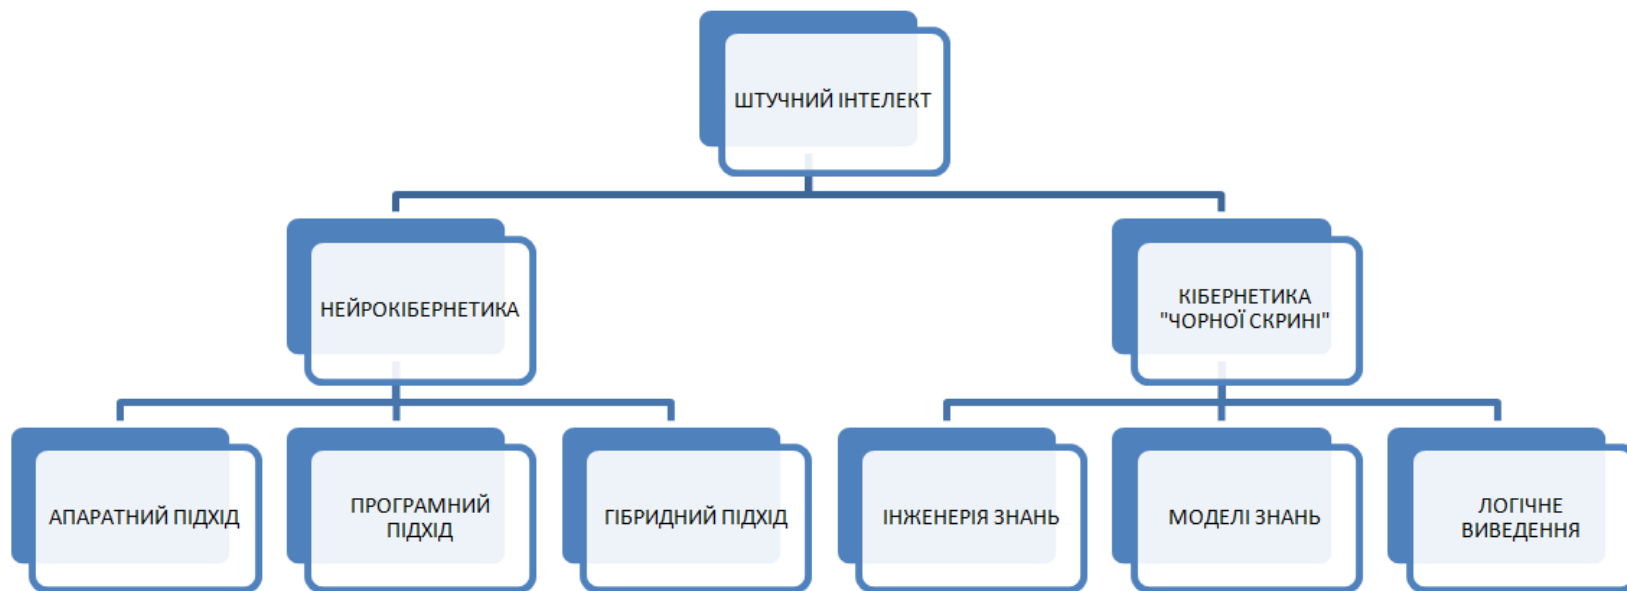 ШТУЧНИЙ ІНТЕЛЕКТ
НЕЙРОКІБЕРНЕТИКА
КІБЕРНЕТИКА
"ЧОРНОЇ СКРИНІ"
АПАРАТНИЙ ПІДХІД
ПРОГРАМНИЙ
ПІДХІД
ГІБРИДНИЙ ПІДХІД
ІНЖЕНЕРІЯ ЗНАНЬ
МОДЕЛІ ЗНАНЬ
ЛОГІЧНЕ
ВИВЕДЕННЯ